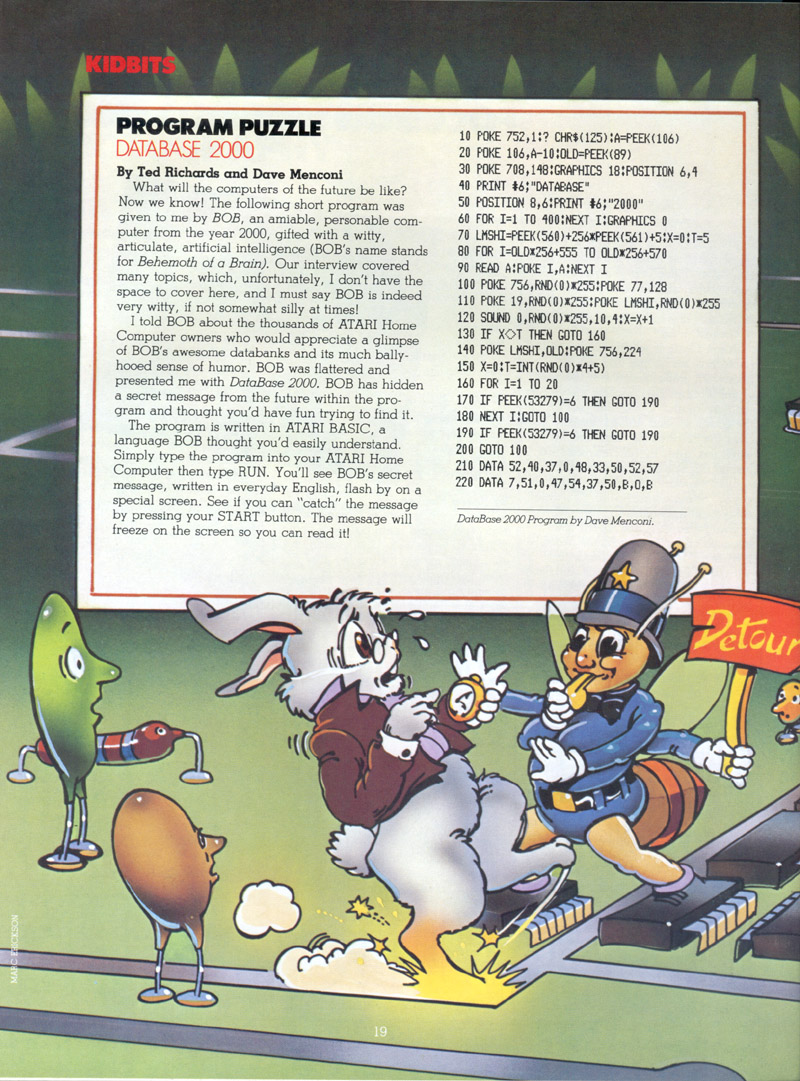 KIDBITS
PROGRAM PUZZLE
DATABASE 2000
By Ted Richards and Dave Menconi
What will the computers of the future be like?
Now we know! The following short program was
given to me by BOB, an amiable, personable com-
puter from the year 2000, gifted with a witty,
articulate, artificial intelligence (BOB's name stands
for Behemoth of a Brain). Our interview covered
many topics, which, unfortunately, I don't have the
space to cover here, and I must say BOB is indeed
very witty, if not somewhat silly at times!
I told BOB about the thousands of ATARI Home
Computer owners who would appreciate a glimpse
of BOB's awesome databanks and its much bally-
hooed sense of humor. BOB was flattered and
presented me with DataBase 2000. BOB has hidden
a secret message from the future within the pro-
gram and thought you'd have fun trying to find it.
The program is written in ATARI BASIC, a
language BOB thought you'd easily understand.
Simply type the program into your ATARI Home
Computer then type RUN. You'll see BOB's secret
message, written in everyday English, flash by on a
special screen. See if you can "catch" the message
by pressing your START button. The message will
freeze on the screen so you can read it!
10 POKE 752,1:? CHR$(125):A=PEEK(106)
20 POKE 106,A-10:OLD=PEEK(89)
30 POKE 708,148:GRAPHICS 18:POSITION 6,4
40 PRINT #6;"DATABASE"
50 POSITION 8,6:PRINT #6;"2000"
60 FOR I=1 TO 400:NEXT I:GRAPHICS 0
70 LMSHI=PEEK(560)+256*PEEK(561)+5:X=0:T=5
80 FOR I=OLD*256+555 TO OLD*256+570
90 READ A:POKE I,A:NEXT I
100 POKE 756,RND(0)*255:POKE 77,128
110 POKE 19,RND(0)*255:POKE LMSHI,RND(0)*255
120 SOUND 0,RND(0)*255,10,4:X=X+1
130 IF X<>T THEN GOTO 160
140 POKE LMSHI,OLD:POKE 756,224
150 X=0:T=INT(RND(0)*4+5)
160 FOR I=1 TO 20
170 IF PEEK(53279)=6 THEN GOTO 190
180 NEXT I:GOTO 100
190 IF PEEK(53279)=6 THEN GOTO 190
200 GOTO 100
210 DATA 52,40,37,0,48,33,50,52,57
220 DATA 7,51,0,47,54,37,50,B,O,B
DataBase 2000 Program by Dave Menconi.
Detour
MARC ERICKSON
19